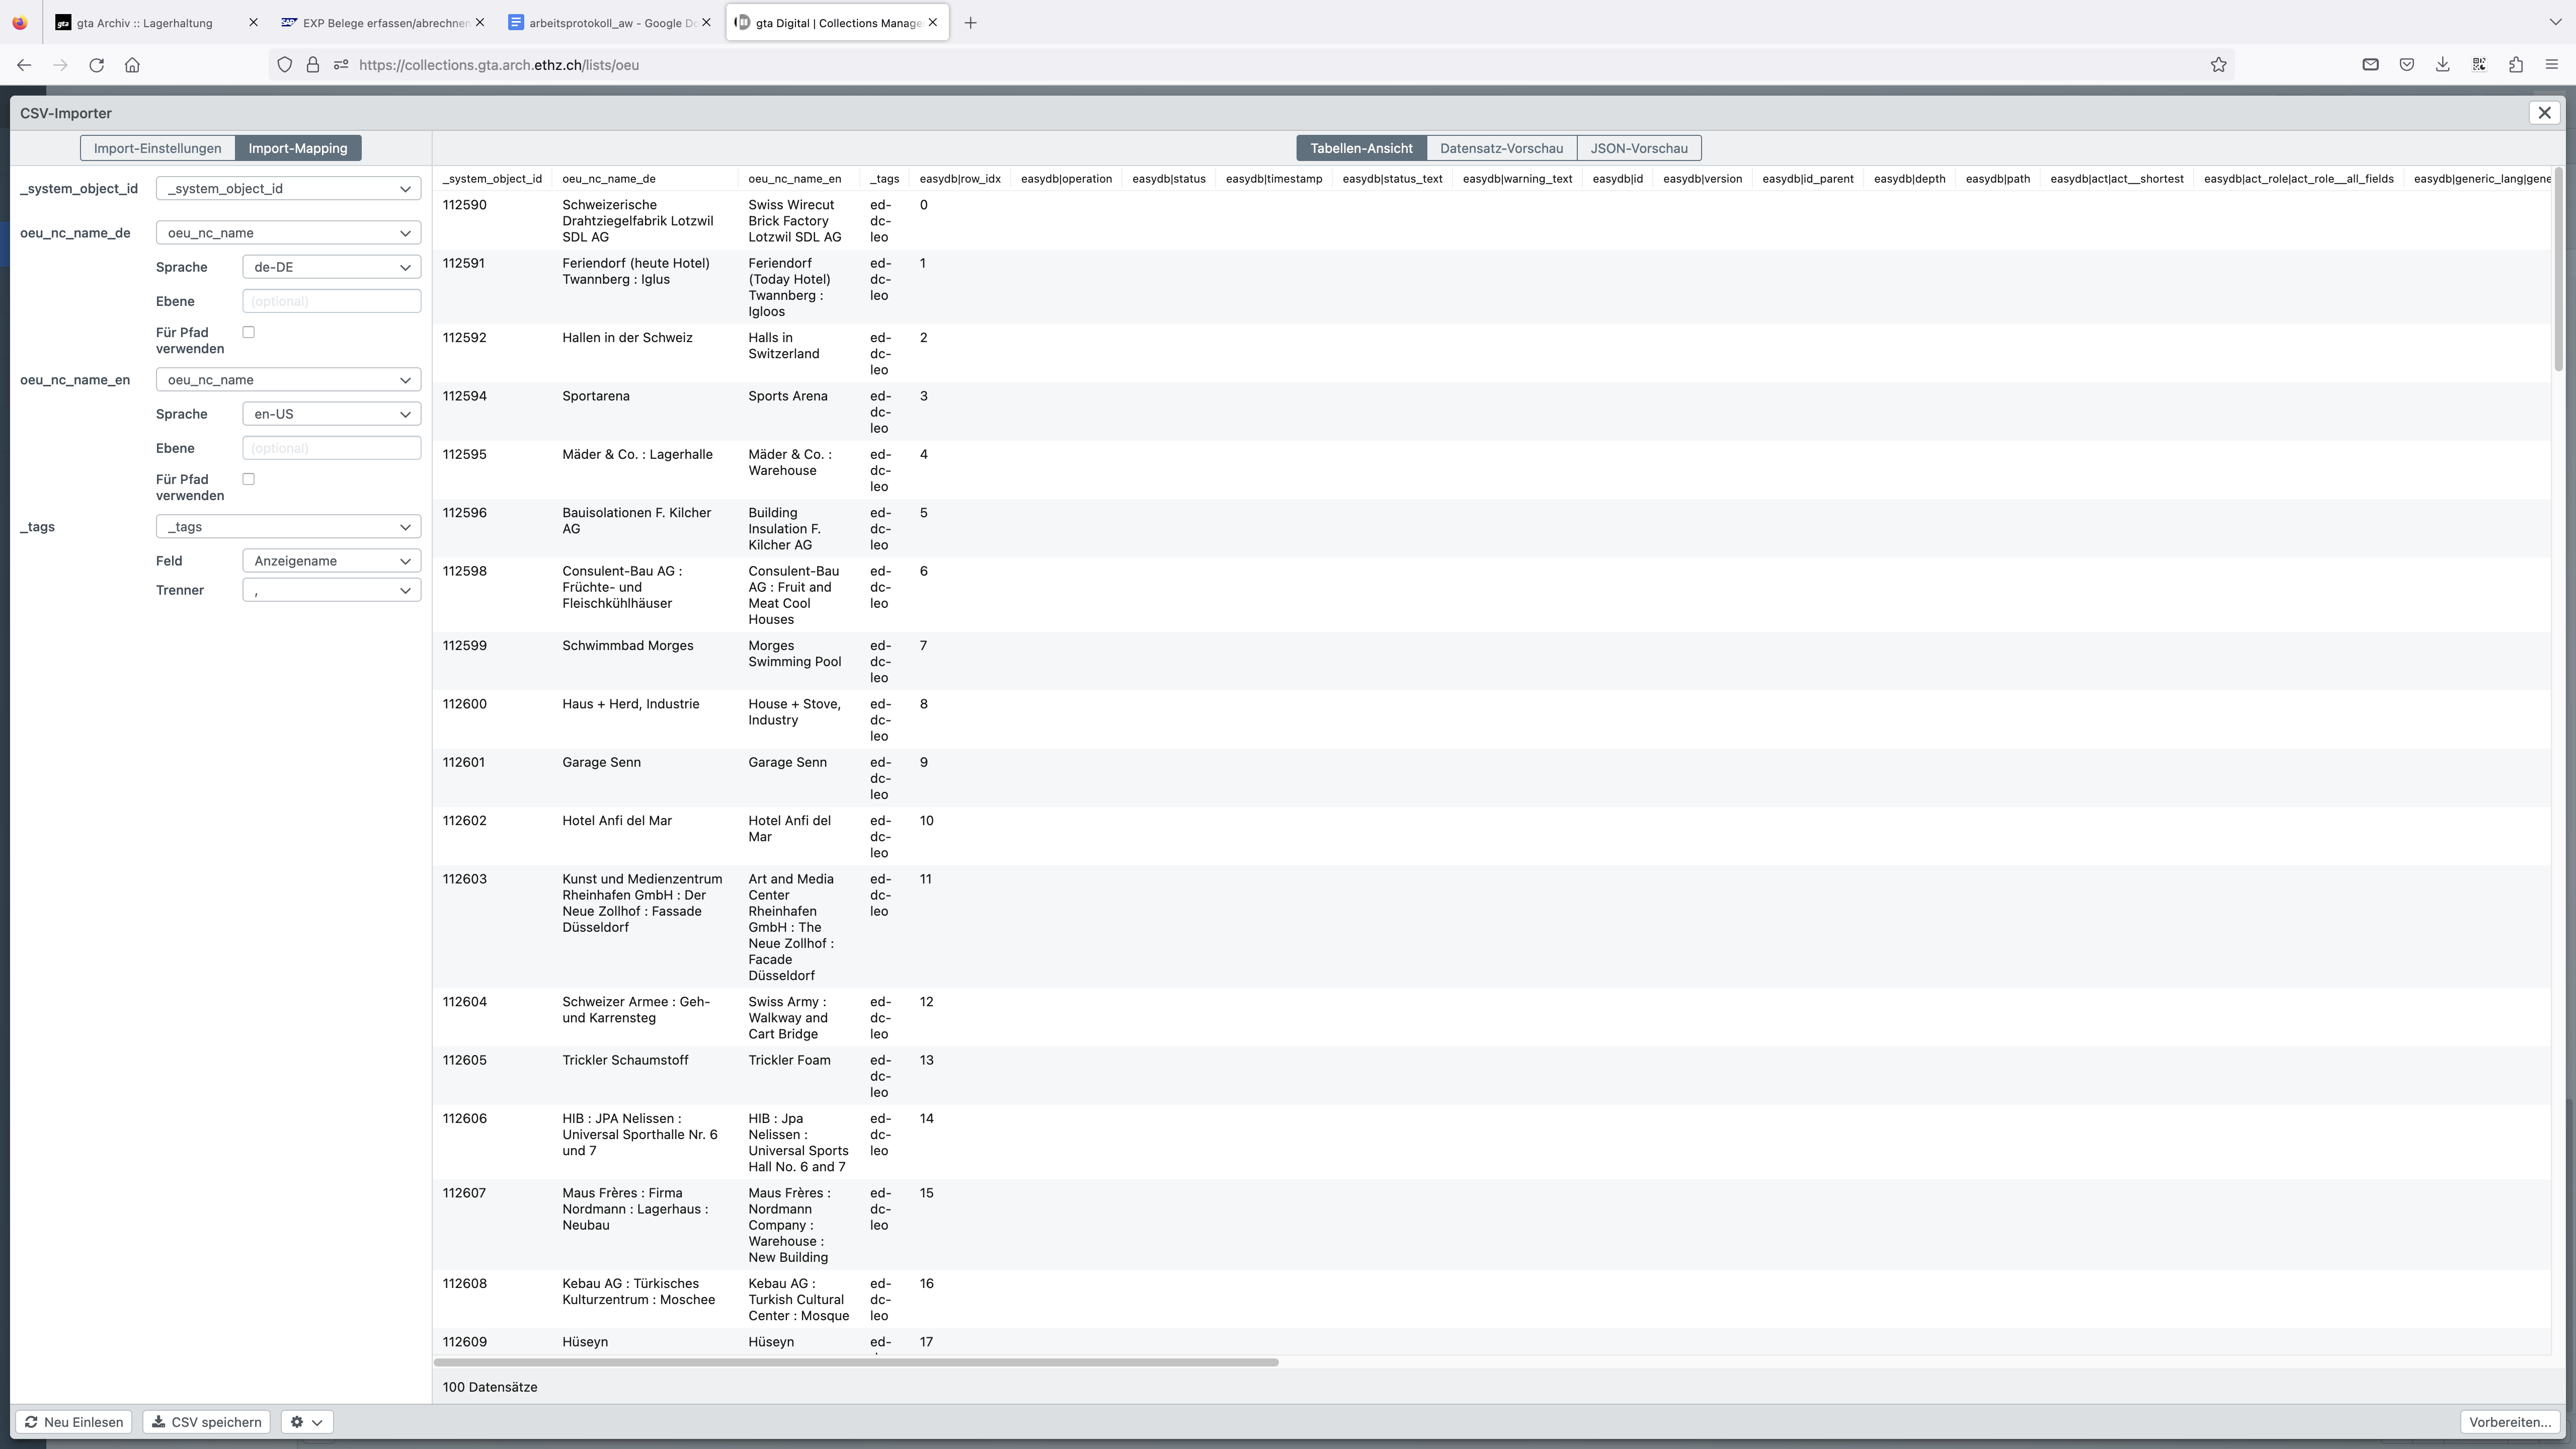 gta Archiv :: Lagerhaltung
EXP Belege erfassen/abrechnen
arbeitsprotokoll_aw - Google Do
gta Digital | Collections Manage
https://collections.gta.arch.ethz.ch/lists/oeu
CSV-Importer
Import-Einstellungen
Import-Mapping
Tabellen-Ansicht
Datensatz-Vorschau
JSON-Vorschau
_system_object_id
_system_object_id
oeu_nc_name_de
oeu_nc_name
Sprache
de-DE
Ebene
(optional)
Für Pfad
verwenden
oeu_nc_name_en
oeu_nc_name
Sprache
en-US
Ebene
(optional)
Für Pfad
verwenden
_tags
_tags
Feld
Anzeigename
Trenner
,
_system_object_id oeu_nc_name_de oeu_nc_name_en _tags easydb|row_idx easydb|operation easydb|status easydb|timestamp easydb|status_text easydb|warning_text easydb|id easydb|version easydb|id_parent easydb|depth easydb|path easydb|act|act__shortest easydb|act_role|act_role__all_fields easydb|generic_lang|gene
112590
Schweizerische
Drahtziegelfabrik Lotzwil
SDL AG
Swiss Wirecut
Brick Factory
Lotzwil SDL AG
ed-
dc-
leo
0
112591
Feriendorf (heute Hotel)
Twannberg : Iglus
Feriendorf
(Today Hotel)
Twannberg :
Igloos
ed-
dc-
leo
1
112592
Hallen in der Schweiz
Halls in
Switzerland
ed-
dc-
leo
2
112594
Sportarena
Sports Arena
ed-
dc-
leo
3
112595
Mäder & Co. : Lagerhalle
Mäder & Co. :
Warehouse
ed-
dc-
leo
4
112596
Bauisolationen F. Kilcher
AG
Building
Insulation F.
Kilcher AG
ed-
dc-
leo
5
112598
Consulent-Bau AG :
Früchte- und
Fleischkühlhäuser
Consulent-Bau
AG : Fruit and
Meat Cool
Houses
ed-
dc-
leo
6
112599
Schwimmbad Morges
Morges
Swimming Pool
ed-
dc-
leo
7
112600
Haus + Herd, Industrie
House + Stove,
Industry
ed-
dc-
leo
8
112601
Garage Senn
Garage Senn
ed-
dc-
leo
9
112602
Hotel Anfi del Mar
Hotel Anfi del
Mar
ed-
dc-
leo
10
112603
Kunst und Medienzentrum
Rheinhafen GmbH : Der
Neue Zollhof : Fassade
Düsseldorf
Art and Media
Center
Rheinhafen
GmbH : The
Neue Zollhof :
Facade
Düsseldorf
ed-
dc-
leo
11
112604
Schweizer Armee : Geh-
und Karrensteg
Swiss Army :
Walkway and
Cart Bridge
ed-
dc-
leo
12
112605
Trickler Schaumstoff
Trickler Foam
ed-
dc-
leo
13
112606
HIB : JPA Nelissen :
Universal Sporthalle Nr. 6
und 7
HIB : Jpa
Nelissen :
Universal Sports
Hall No. 6 and 7
ed-
dc-
leo
14
112607
Maus Frères : Firma
Nordmann : Lagerhaus :
Neubau
Maus Frères :
Nordmann
Company :
Warehouse :
New Building
ed-
dc-
leo
15
112608
Kebau AG : Türkisches
Kulturzentrum : Moschee
Kebau AG :
Turkish Cultural
Center : Mosque
ed-
dc-
leo
16
112609
Hüseyn
Hüseyn
ed-
17
100 Datensätze
Neu Einlesen
CSV speichern
Vorbereiten...